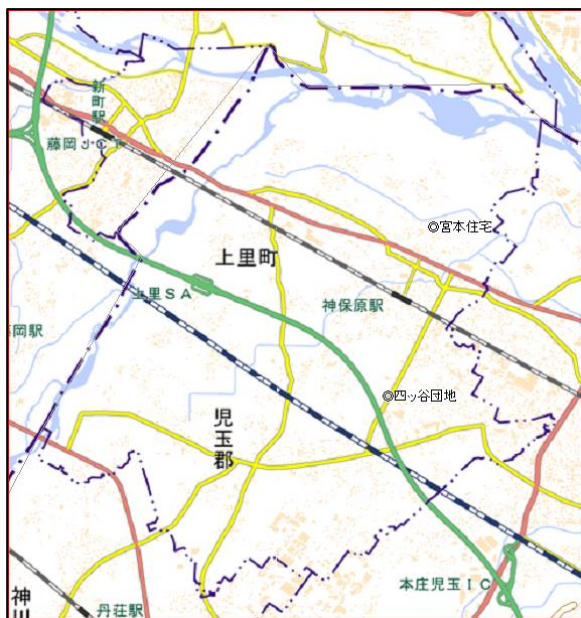 新町駅
藤岡JCT
◎宮本住宅
上里町
上里SA
神保原駅
岡駅
◎四ッ谷団地
児玉郡
本庄児玉IC
神川
丹荘駅